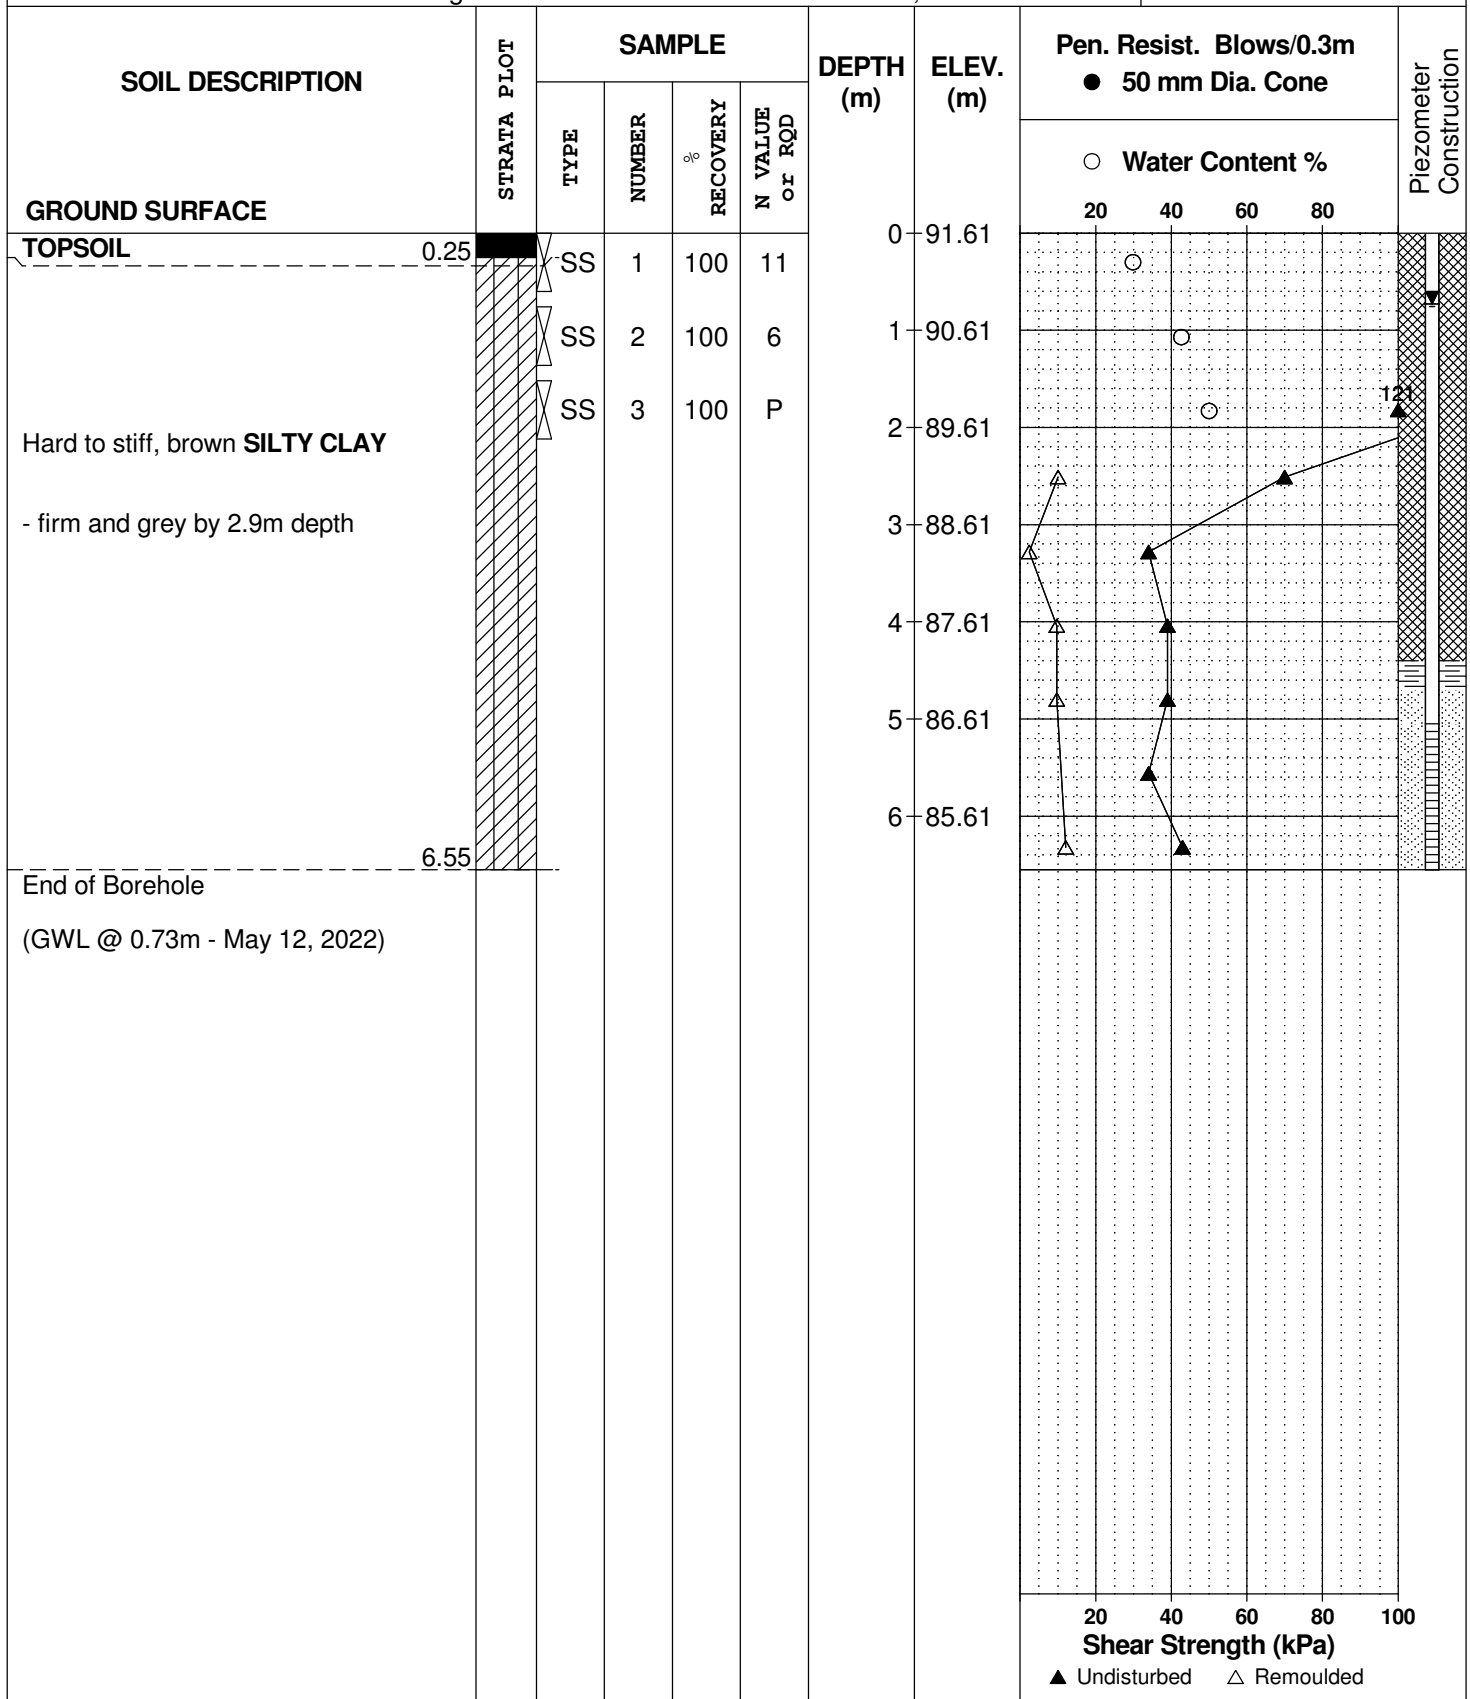 SOIL DESCRIPTION
GROUND SURFACE
STRATA PLOT
SAMPLE
TYPE
NUMBER
% RECOVERY
N VALUE or RQD
DEPTH
(m)
ELEV.
(m)
Pen. Resist. Blows/0.3m
● 50 mm Dia. Cone
○ Water Content %
20 40 60 80
Piezometer
Construction
TOPSOIL 0.25
SS 1 100 11
0 91.61
SS 2 100 6
1 90.61
121
SS 3 100 P
2 89.61
Hard to stiff, brown SILTY CLAY
- firm and grey by 2.9m depth
3 88.61
4 87.61
5 86.61
6 85.61
6.55
End of Borehole
(GWL @ 0.73m - May 12, 2022)
20 40 60 80 100
Shear Strength (kPa)
▲ Undisturbed △ Remoulded